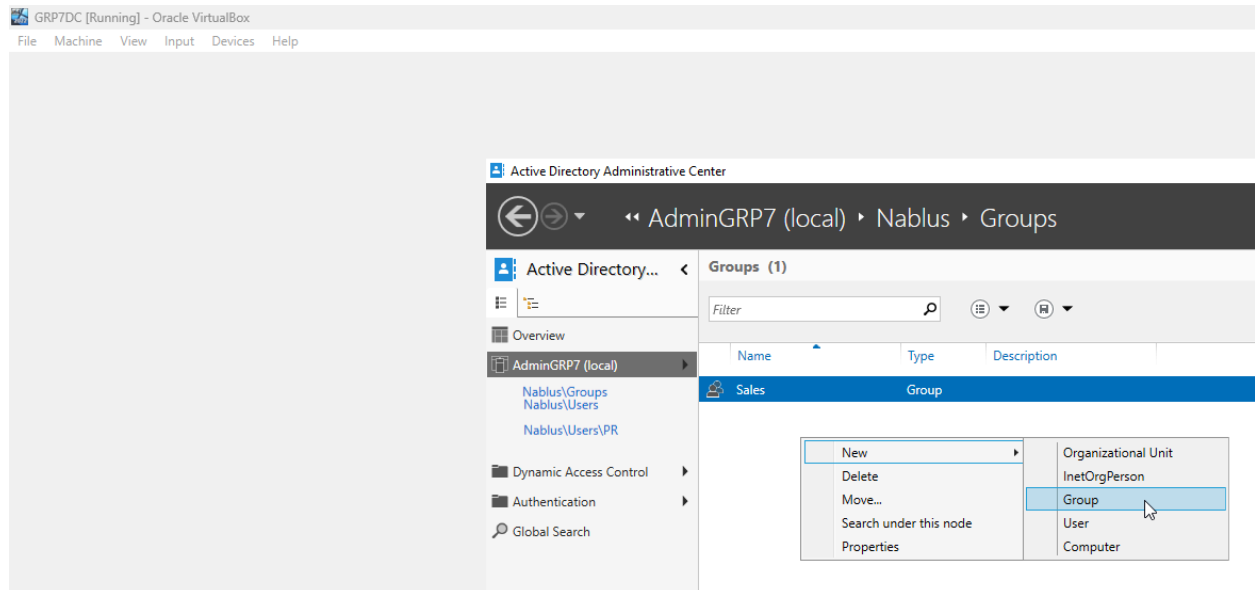 GRP7DC [Running] - Oracle VirtualBox
File Machine View Input Devices Help
Active Directory Administrative Center
AdminGRP7 (local) Nablus Groups
Active Directory...
Groups (1)
Filter
Overview
Name Type Description
AdminGRP7 (local)
Sales Group
Nablus\Groups
Nablus\Users
Nablus\Users\PR
Dynamic Access Control
Authentication
Global Search
New
Delete
Move...
Search under this node
Properties
Organizational Unit
InetOrgPerson
Group
User
Computer